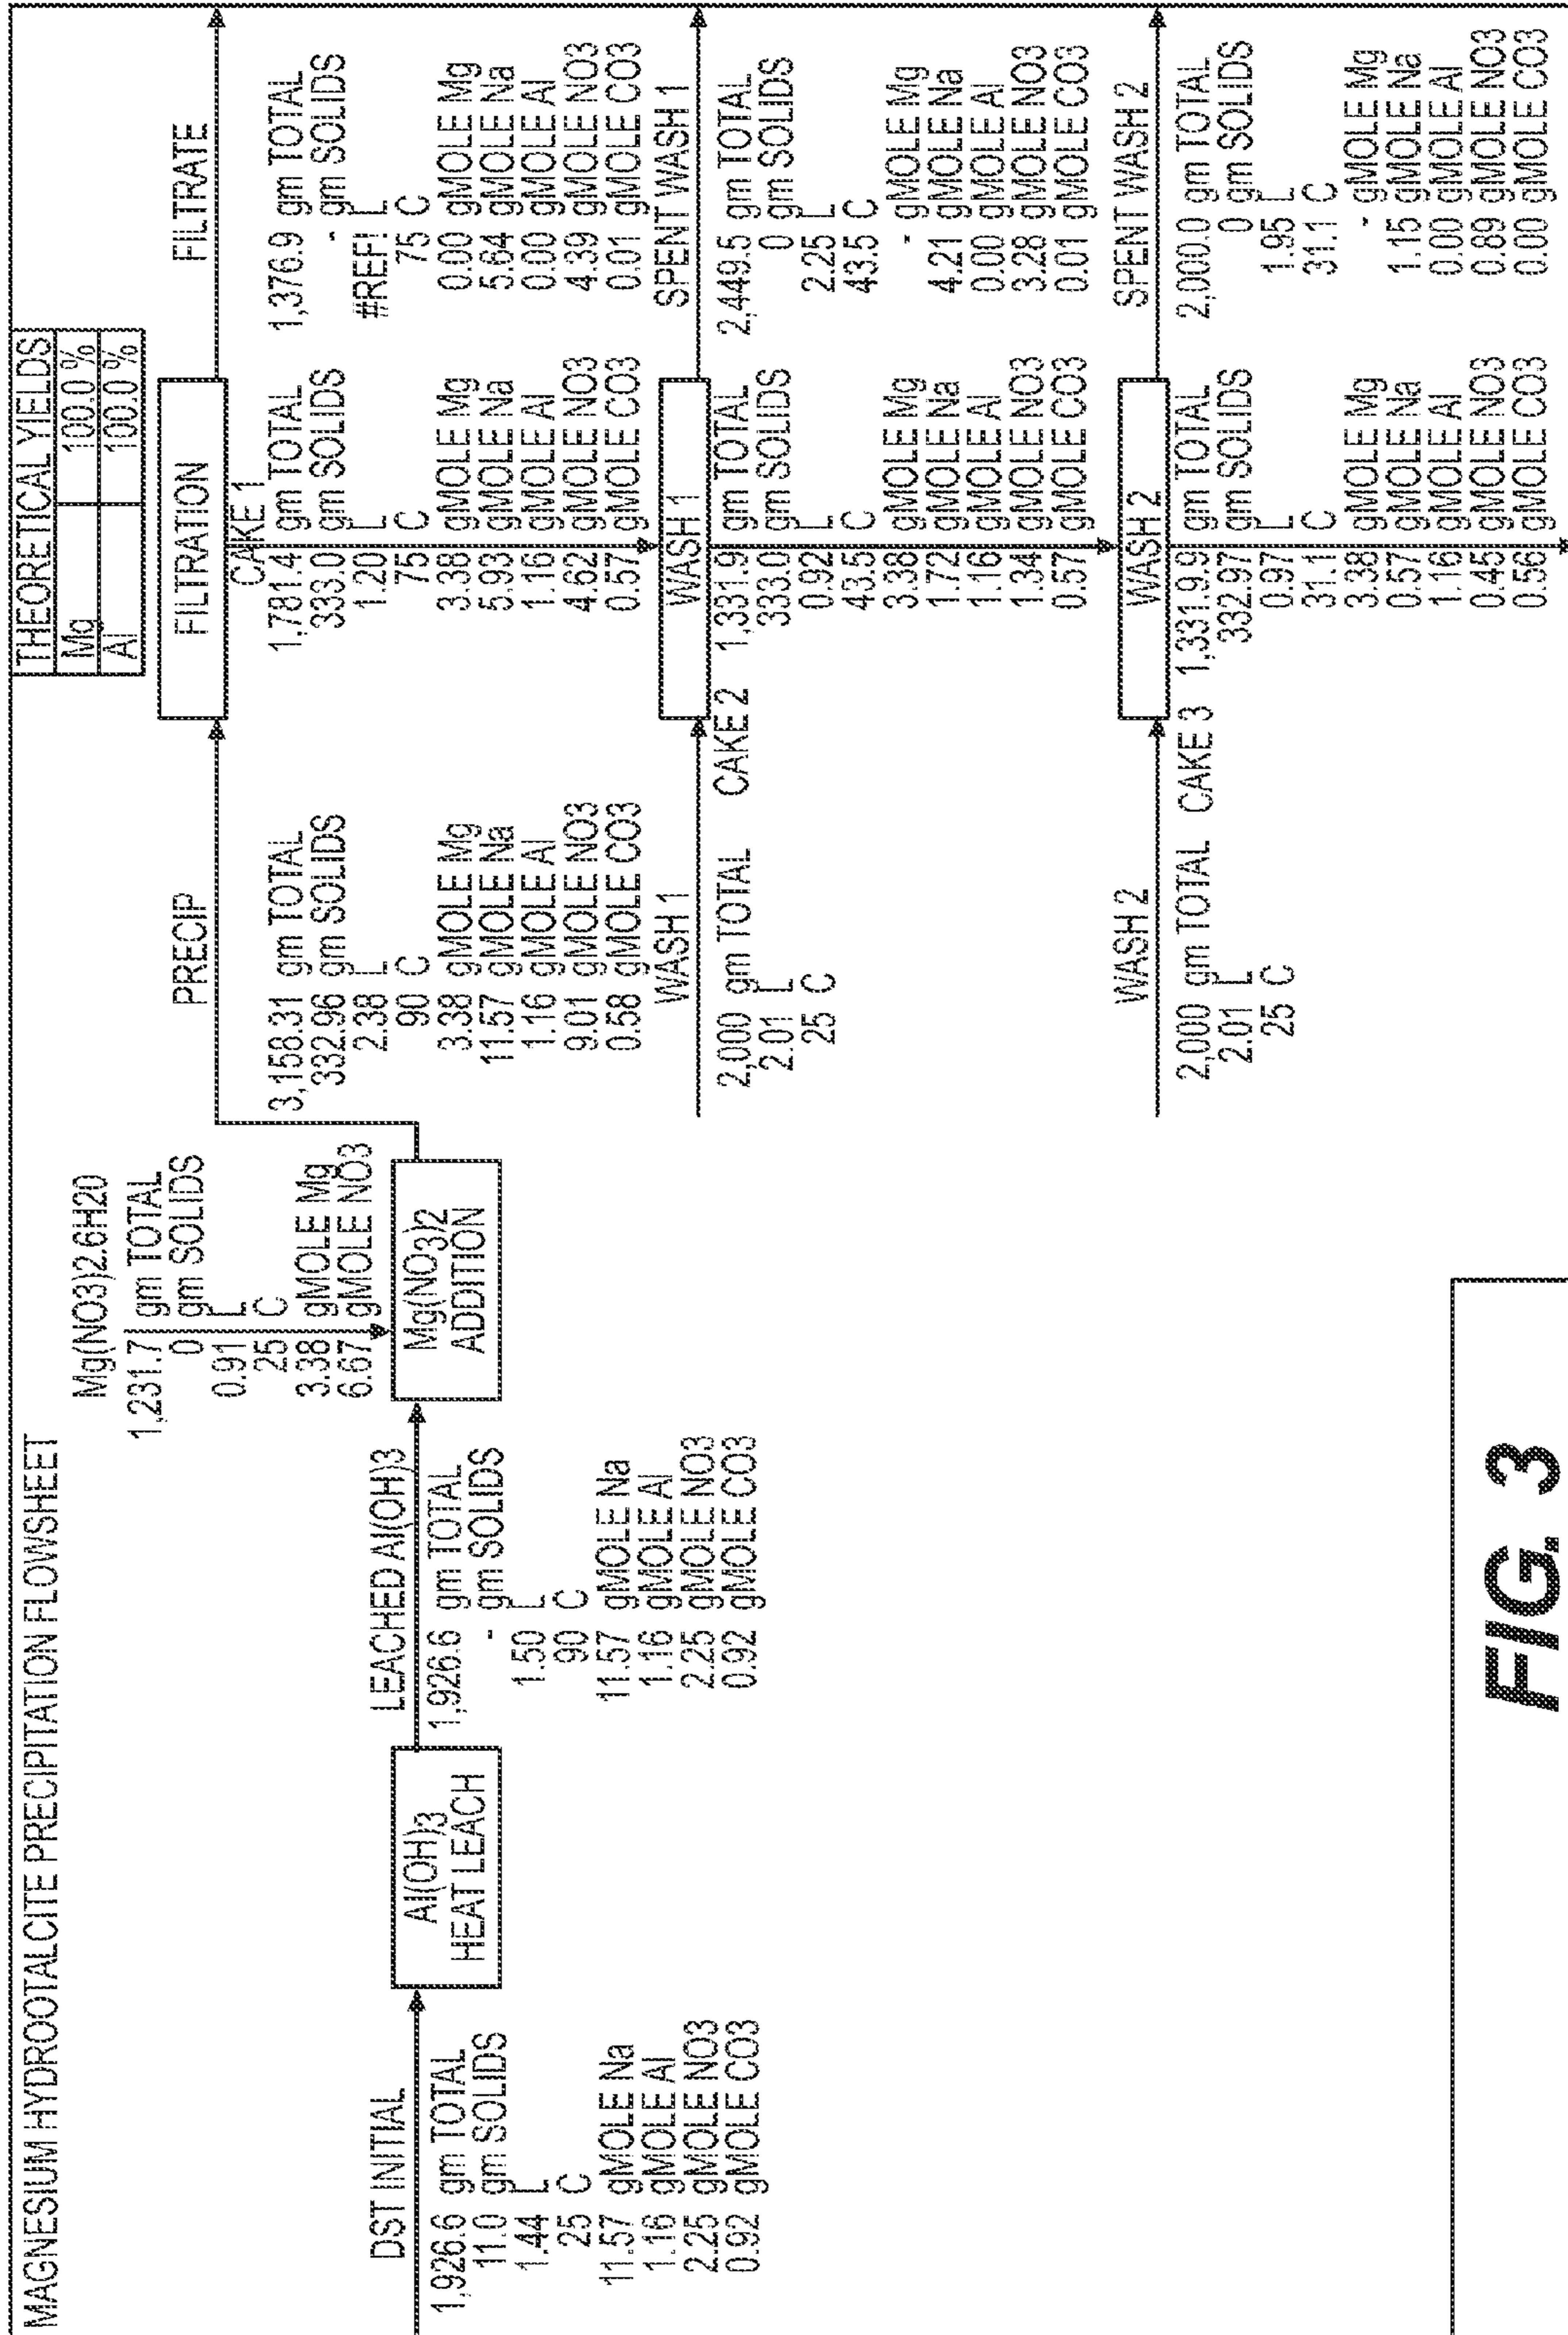 MAGNESIUM HYDROOTALCITE PRECIPITATION FLOWSHEET
THEORETICAL YIELDS
Mg 100.0 %
Al 100.0 %
DST INITIAL
1,926.6 gm TOTAL
11.0 gm SOLIDS
1.44 L
25 C
11.57 gMOLE Na
1.16 gMOLE Al
2.25 gMOLE NO3
0.92 gMOLE CO3
Al(OH)3
HEAT LEACH
LEACHED Al(OH)3
1,926.6 gm TOTAL
- gm SOLIDS
1.50 L
90 C
11.57 gMOLE Na
1.16 gMOLE Al
2.25 gMOLE NO3
0.92 gMOLE CO3
Mg(NO3)2.6H20
1,231.7 gm TOTAL
0 gm SOLIDS
0.91 L
25 C
3.38 gMOLE Mg
6.67 gMOLE NO3
Mg(NO3)2
ADDITION
PRECIP
3,158.31 gm TOTAL
332.96 gm SOLIDS
2.38 L
90 C
3.38 gMOLE Mg
11.57 gMOLE Na
1.16 gMOLE Al
9.01 gMOLE NO3
0.58 gMOLE CO3
FILTRATION
FILTRATE
1,376.9 gm TOTAL
- gm SOLIDS
#REF! L
75 C
0.00 gMOLE Mg
5.64 gMOLE Na
0.00 gMOLE Al
4.39 gMOLE NO3
0.01 gMOLE CO3
CAKE 1
1,781.4 gm TOTAL
333.0 gm SOLIDS
1.20 L
75 C
3.38 gMOLE Mg
5.93 gMOLE Na
1.16 gMOLE Al
4.62 gMOLE NO3
0.57 gMOLE CO3
WASH 1
2,000 gm TOTAL
2.01 L
25 C
WASH 1
SPENT WASH 1
2,449.5 gm TOTAL
0 gm SOLIDS
2.25 L
43.5 C
- gMOLE Mg
4.21 gMOLE Na
0.00 gMOLE Al
3.28 gMOLE NO3
0.01 gMOLE CO3
CAKE 2 1,331.9 gm TOTAL
333.0 gm SOLIDS
0.92 L
43.5 C
3.38 gMOLE Mg
1.72 gMOLE Na
1.16 gMOLE Al
1.34 gMOLE NO3
0.57 gMOLE CO3
WASH 2
2,000 gm TOTAL
2.01 L
25 C
WASH 2
SPENT WASH 2
2,000.0 gm TOTAL
0 gm SOLIDS
1.95 L
31.1 C
- gMOLE Mg
1.15 gMOLE Na
0.00 gMOLE Al
0.89 gMOLE NO3
0.00 gMOLE CO3
CAKE 3 1,331.9.9 gm TOTAL
332.97 gm SOLIDS
0.97 L
31.1 C
3.38 gMOLE Mg
0.57 gMOLE Na
1.16 gMOLE Al
0.45 gMOLE NO3
0.56 gMOLE CO3
FIG. 3